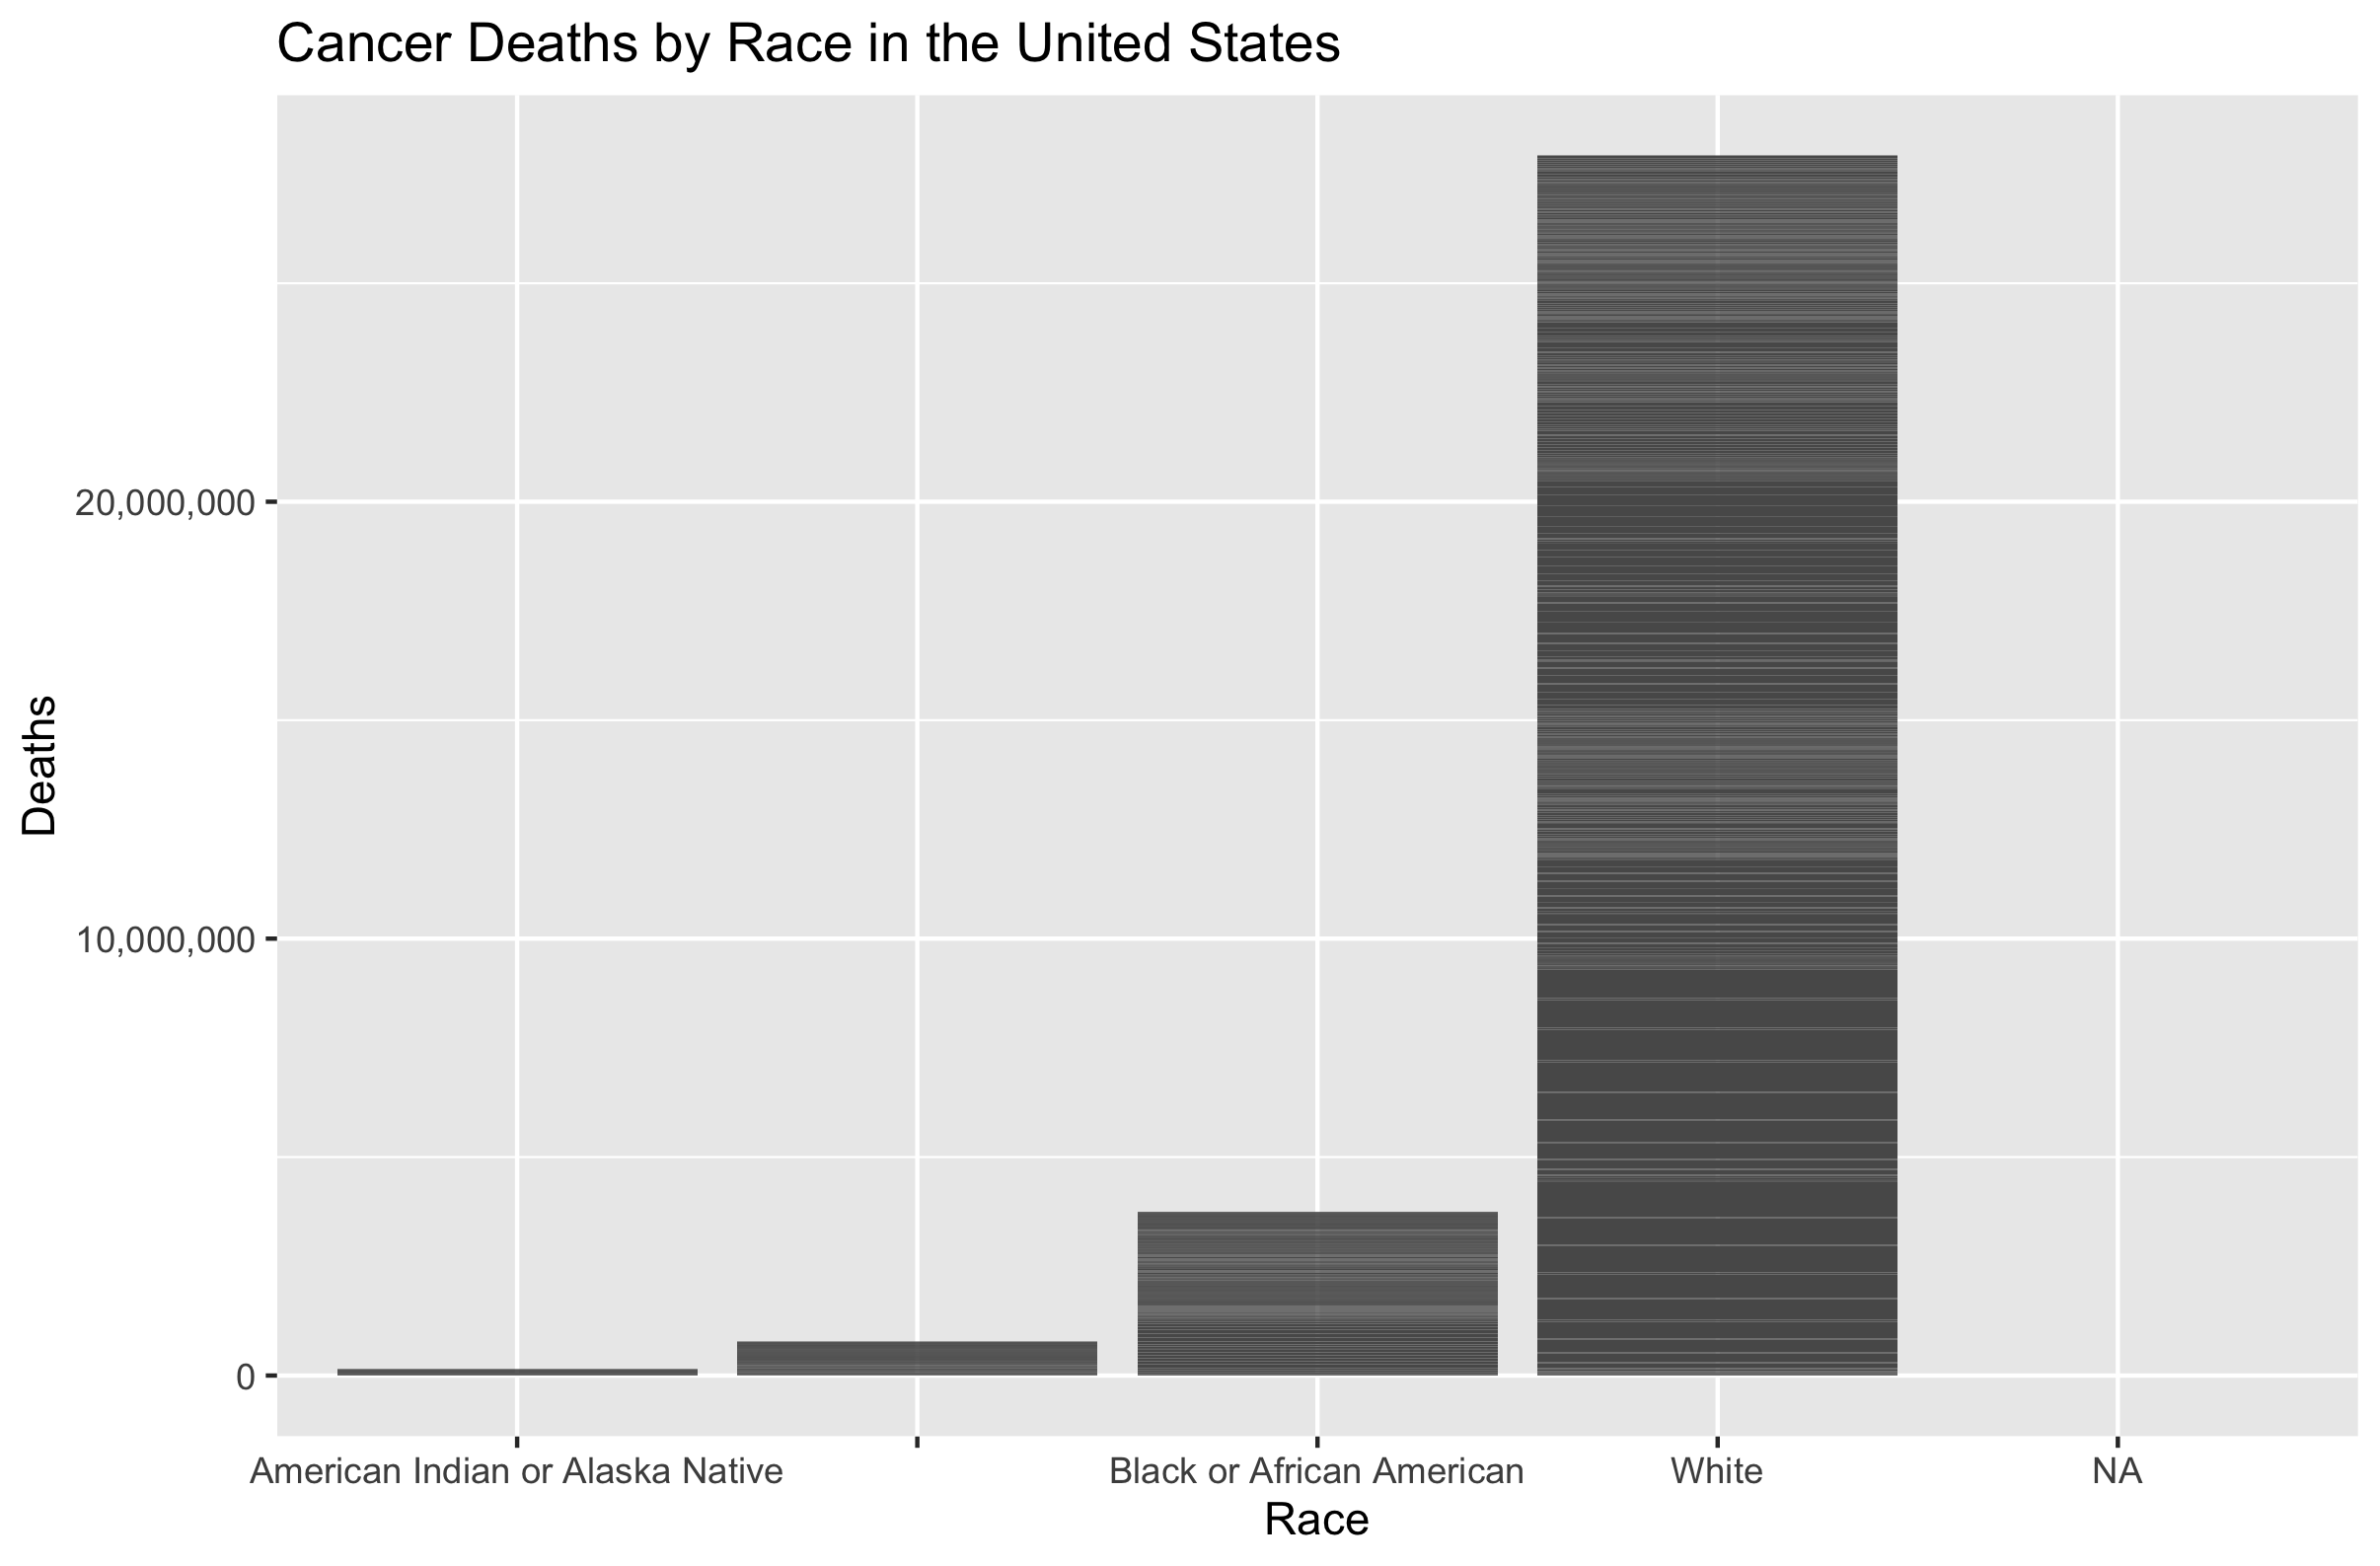 Cancer Deaths by Race in the United States
Deaths
20,000,000
10,000,000
0
American Indian or Alaska Native
Black or African American
White
NA
Race